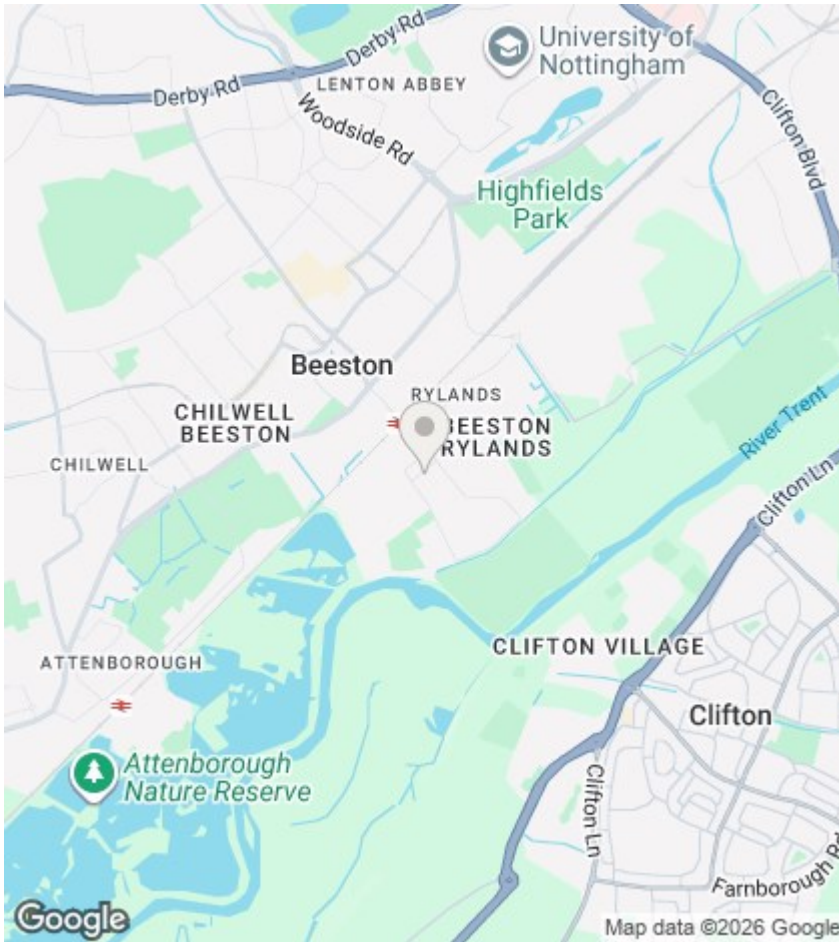 Derby Rd
University of
Nottingham
LENTON ABBEY
Derby Rd
Woodside Rd
Clifton Blvd
Highfields
Park
Beeston
RYLANDS
CHILWELL
BEESTON
BEESTON
RYLANDS
River Trent
CHILWELL
Clifton Ln
ATTENBOROUGH
CLIFTON VILLAGE
Clifton
Attenborough
Nature Reserve
Clifton Ln
Farnborough Rd
Google
Map data ©2026 Google